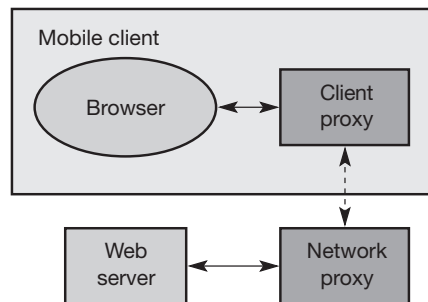 Mobile client
Browser
Client
proxy
Web
server
Network
proxy